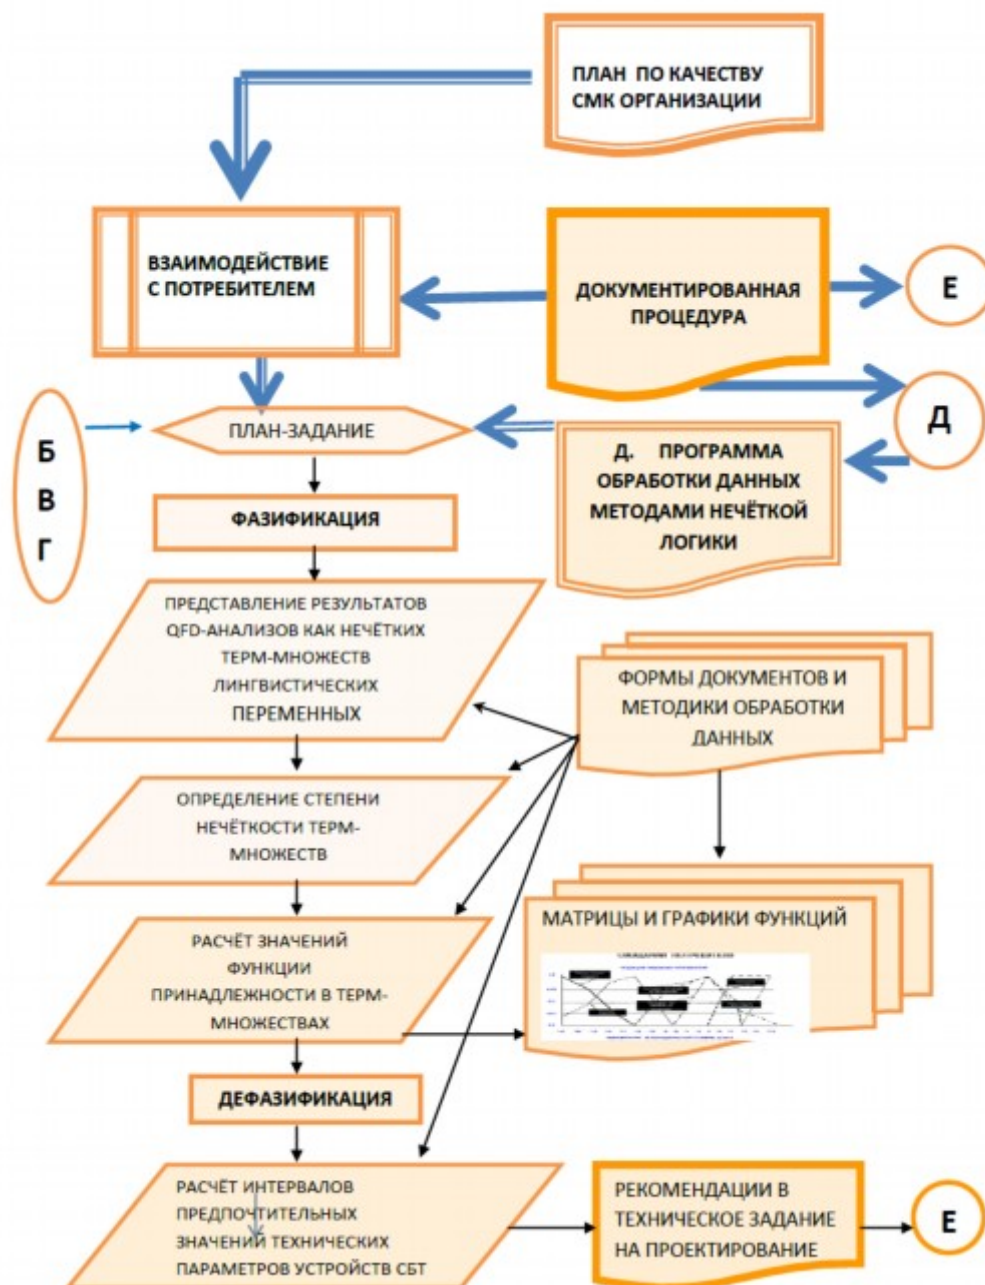 ПЛАН ПО КАЧЕСТВУ
СМК ОРГАНИЗАЦИИ
ВЗАИМОДЕЙСТВИЕ
С ПОТРЕБИТЕЛЕМ
ДОКУМЕНТИРОВАННАЯ
ПРОЦЕДУРА
Е
Д
Б
В
Г
ПЛАН-ЗАДАНИЕ
Д. ПРОГРАММА
ОБРАБОТКИ ДАННЫХ
МЕТОДАМИ НЕЧЁТКОЙ
ЛОГИКИ
ФАЗИФИКАЦИЯ
ПРЕДСТАВЛЕНИЕ РЕЗУЛЬТАТОВ
QFD-АНАЛИЗОВ КАК НЕЧЁТКИХ
ТЕРМ-МНОЖЕСТВ
ЛИНГВИСТИЧЕСКИХ
ПЕРЕМЕННЫХ
ФОРМЫ ДОКУМЕНТОВ И
МЕТОДИКИ ОБРАБОТКИ
ДАННЫХ
ОПРЕДЕЛЕНИЕ СТЕПЕНИ
НЕЧЁТКОСТИ ТЕРМ-
МНОЖЕСТВ
МАТРИЦЫ И ГРАФИКИ ФУНКЦИЙ
РАСЧЁТ ЗНАЧЕНИЙ
ФУНКЦИИ
ПРИНАДЛЕЖНОСТИ В ТЕРМ-
МНОЖЕСТВАХ
ДЕФАЗИФИКАЦИЯ
РАСЧЁТ ИНТЕРВАЛОВ
ПРЕДПОЧТИТЕЛЬНЫХ
ЗНАЧЕНИЙ ТЕХНИЧЕСКИХ
ПАРАМЕТРОВ УСТРОЙСТВ СБТ
РЕКОМЕНДАЦИИ В
ТЕХНИЧЕСКОЕ ЗАДАНИЕ
НА ПРОЕКТИРОВАНИЕ
Е